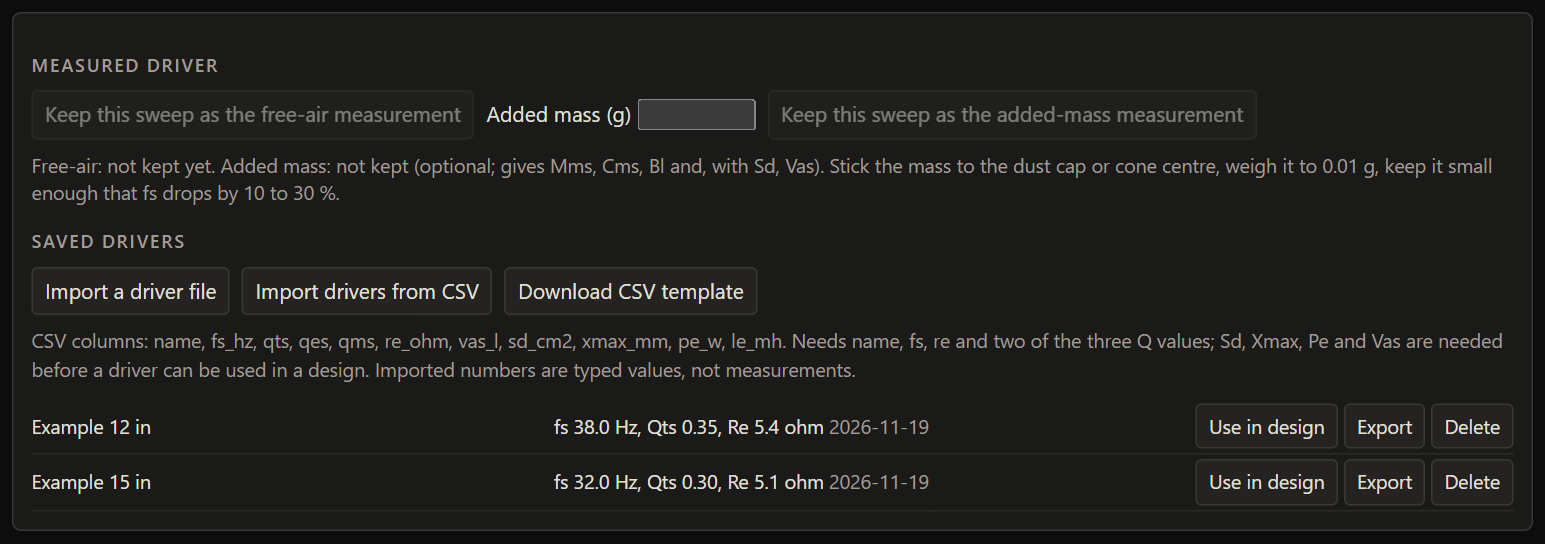 MEASURED DRIVER
Keep this sweep as the free-air measurement Added mass (g) Keep this sweep as the added-mass measurement
Free-air: not kept yet. Added mass: not kept (optional; gives Mms, Cms, Bl and, with Sd, Vas). Stick the mass to the dust cap or cone centre, weigh it to 0.01 g, keep it small
enough that fs drops by 10 to 30 %.
SAVED DRIVERS
Import a driver file Import drivers from CSV Download CSV template
CSV columns: name, fs_hz, qts, qes, qms, re_ohm, vas_l, sd_cm2, xmax_mm, pe_w, le_mh. Needs name, fs, re and two of the three Q values; Sd, Xmax, Pe and Vas are needed
before a driver can be used in a design. Imported numbers are typed values, not measurements.
Example 12 in fs 38.0 Hz, Qts 0.35, Re 5.4 ohm 2026-11-19 Use in design Export Delete
Example 15 in fs 32.0 Hz, Qts 0.30, Re 5.1 ohm 2026-11-19 Use in design Export Delete